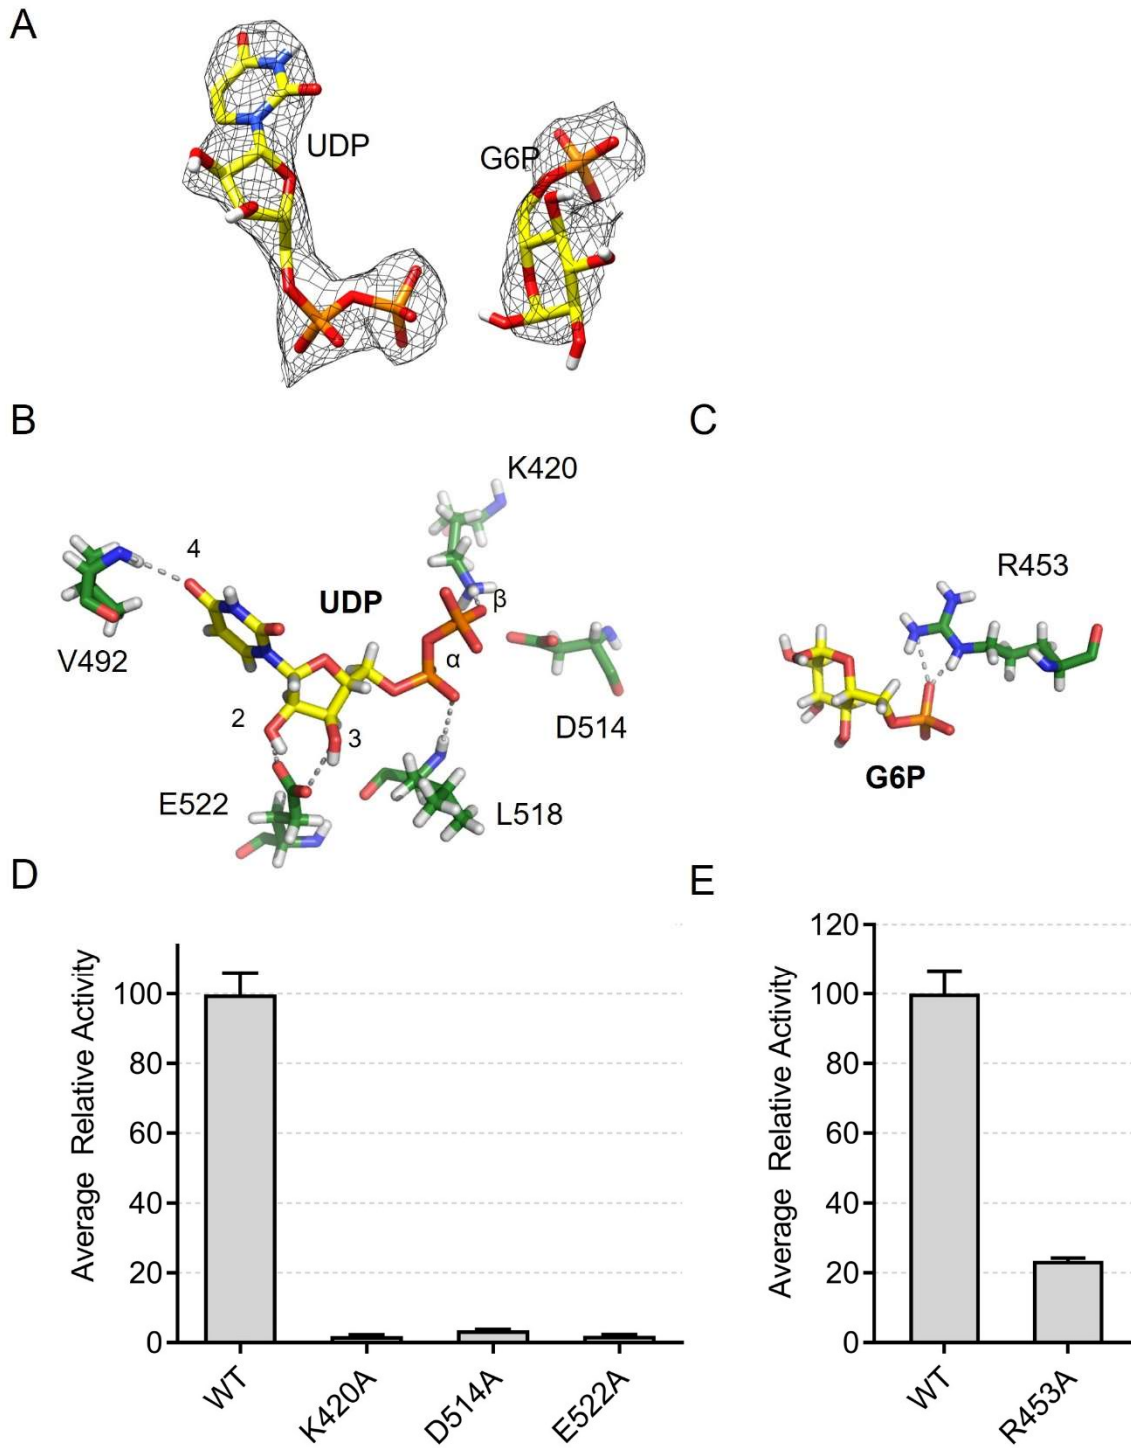 A
UDP
G6P
B
C
K420
4
UDP
β
R453
V492
α
2
3
D514
G6P
E522
L518
D
E
Average Relative Activity
100
80
60
40
20
0
WT
K420A
D514A
E522A
Average Relative Activity
120
100
80
60
40
20
0
WT
R453A